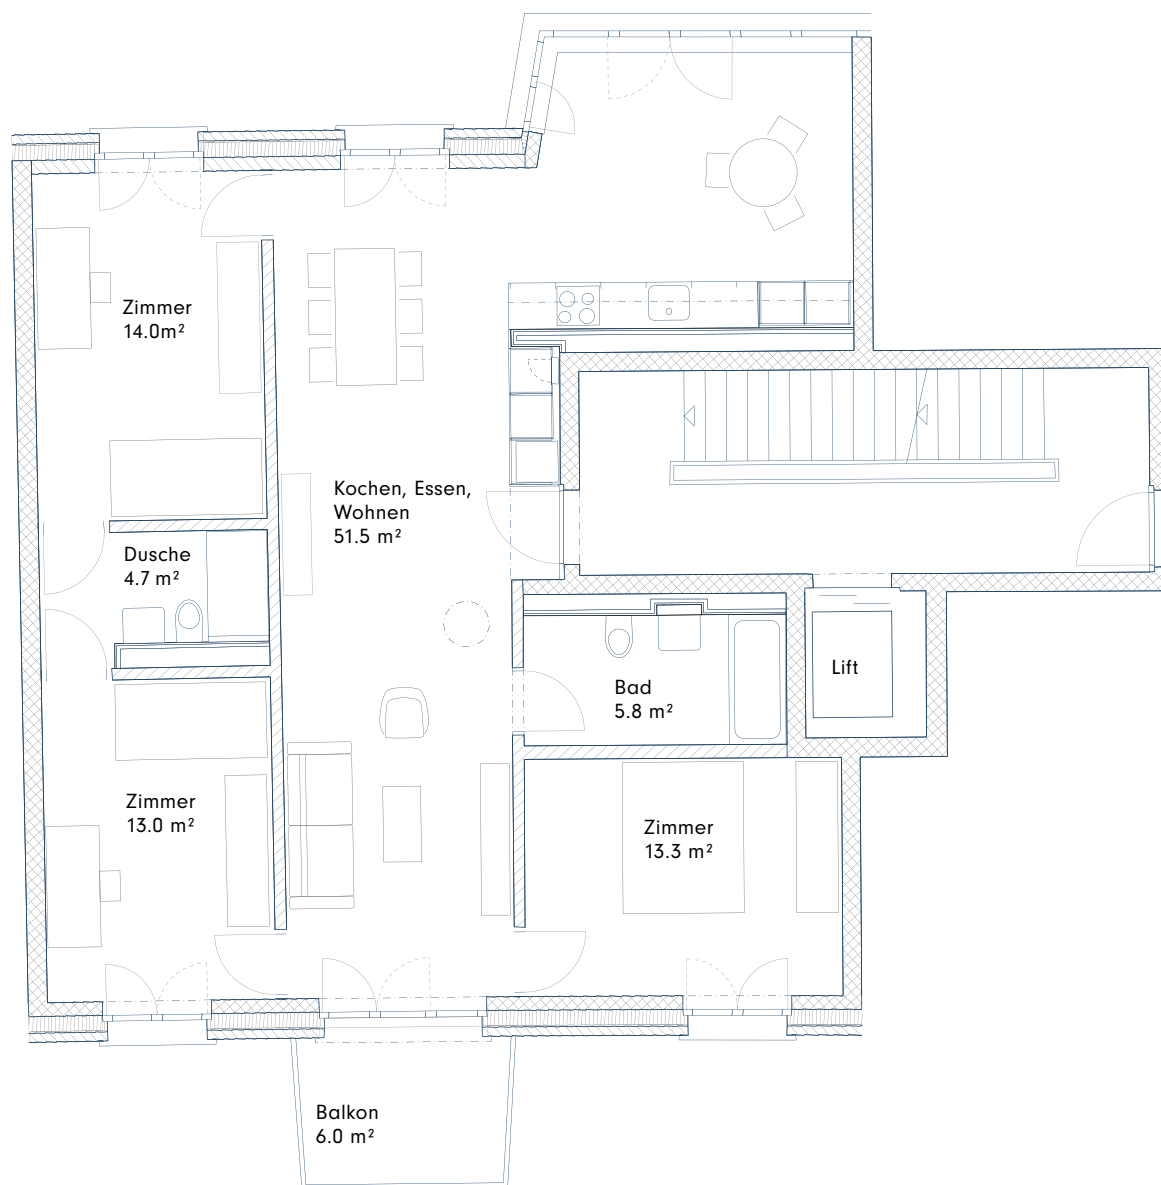 Zimmer
14.0m²
Kochen, Essen,
Wohnen
51.5 m²
Dusche
4.7 m²
Lift
Bad
5.8 m²
Zimmer
13.0 m²
Zimmer
13.3 m²
Balkon
6.0 m²